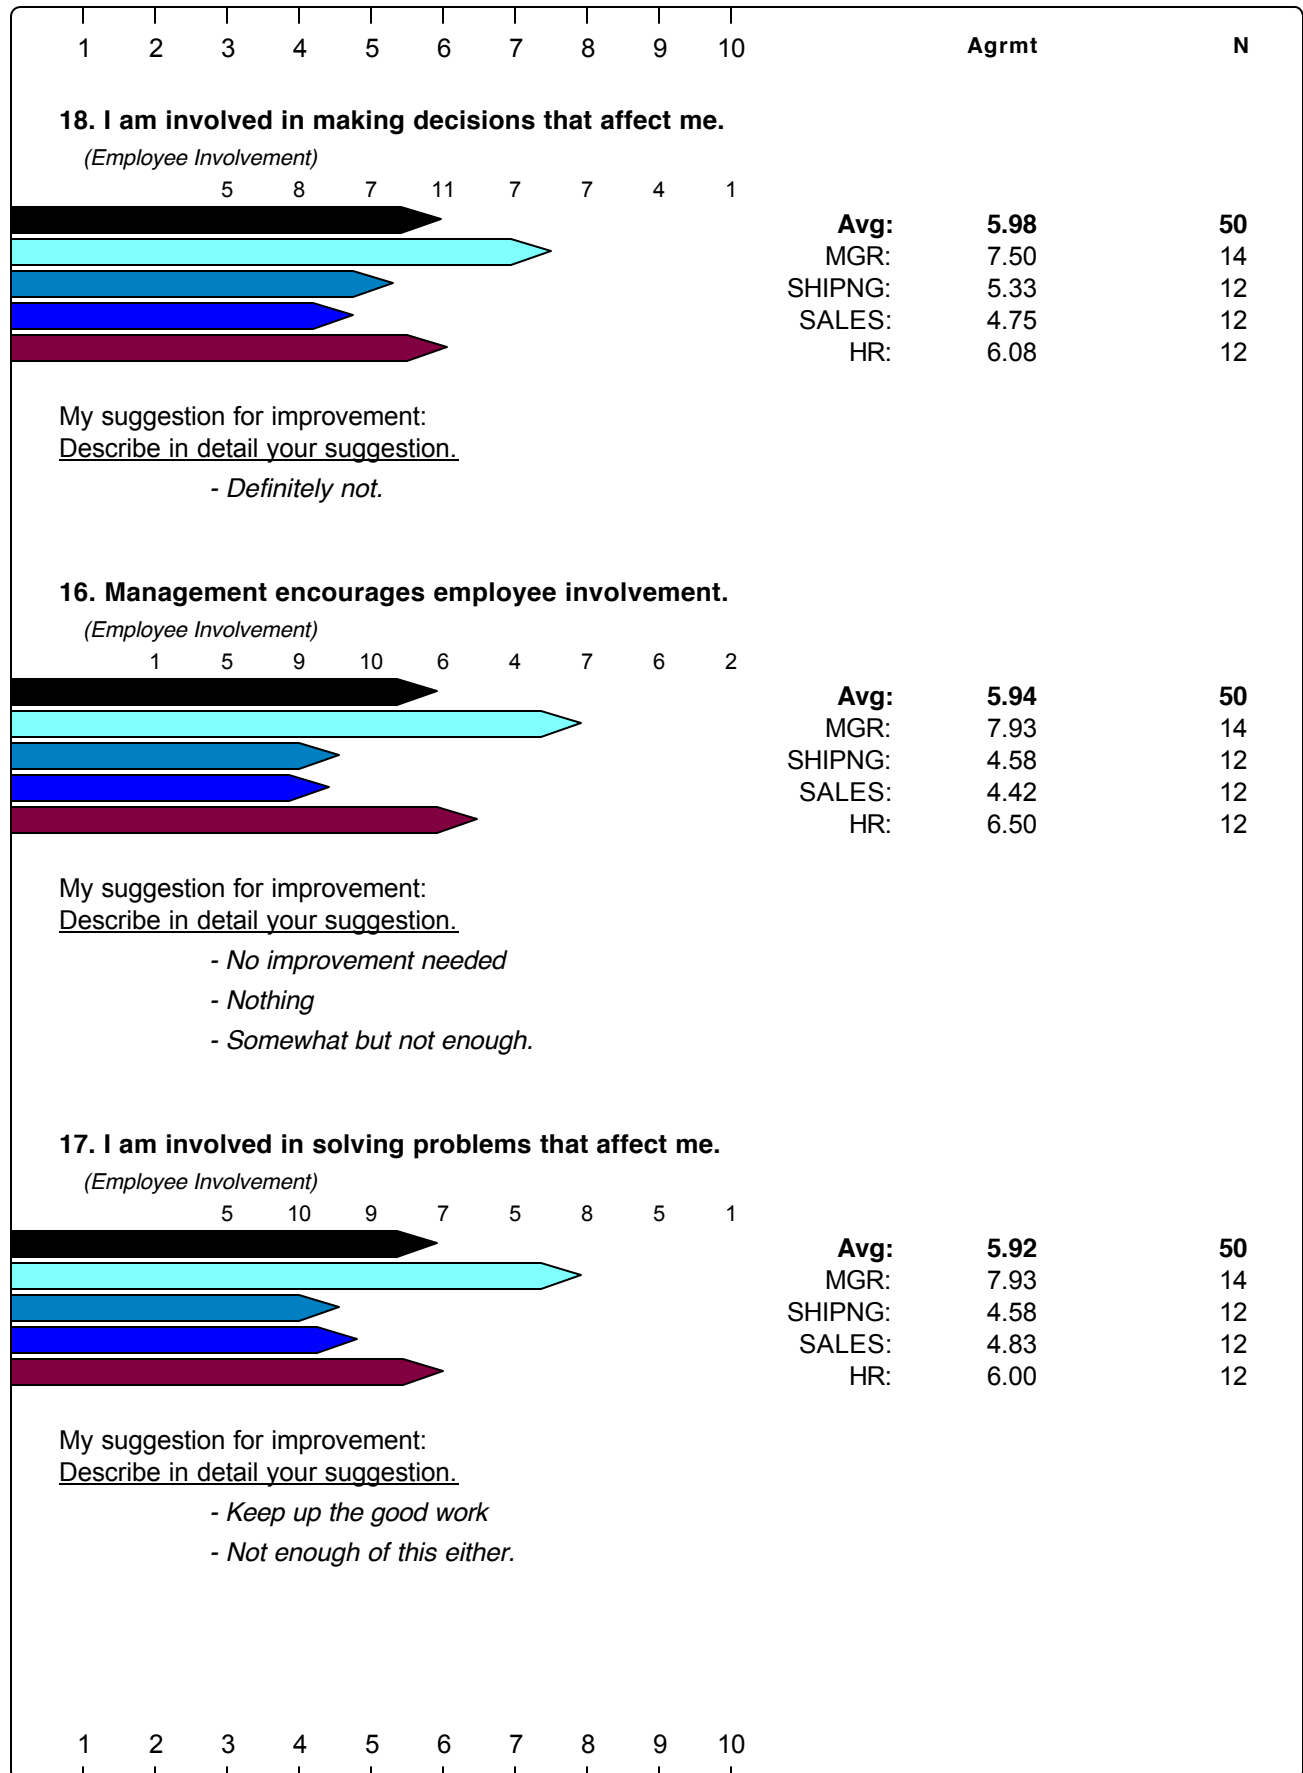 1 2 3 4 5 6 7 8 9 10 Agrmt N
18. I am involved in making decisions that affect me.
(Employee Involvement)
5 8 7 11 7 7 4 1
Avg: 5.98 50
MGR: 7.50 14
SHIPNG: 5.33 12
SALES: 4.75 12
HR: 6.08 12
My suggestion for improvement:
Describe in detail your suggestion.
- Definitely not.
16. Management encourages employee involvement.
(Employee Involvement)
1 5 9 10 6 4 7 6 2
Avg: 5.94 50
MGR: 7.93 14
SHIPNG: 4.58 12
SALES: 4.42 12
HR: 6.50 12
My suggestion for improvement:
Describe in detail your suggestion.
- No improvement needed
- Nothing
- Somewhat but not enough.
17. I am involved in solving problems that affect me.
(Employee Involvement)
5 10 9 7 5 8 5 1
Avg: 5.92 50
MGR: 7.93 14
SHIPNG: 4.58 12
SALES: 4.83 12
HR: 6.00 12
My suggestion for improvement:
Describe in detail your suggestion.
- Keep up the good work
- Not enough of this either.
1 2 3 4 5 6 7 8 9 10